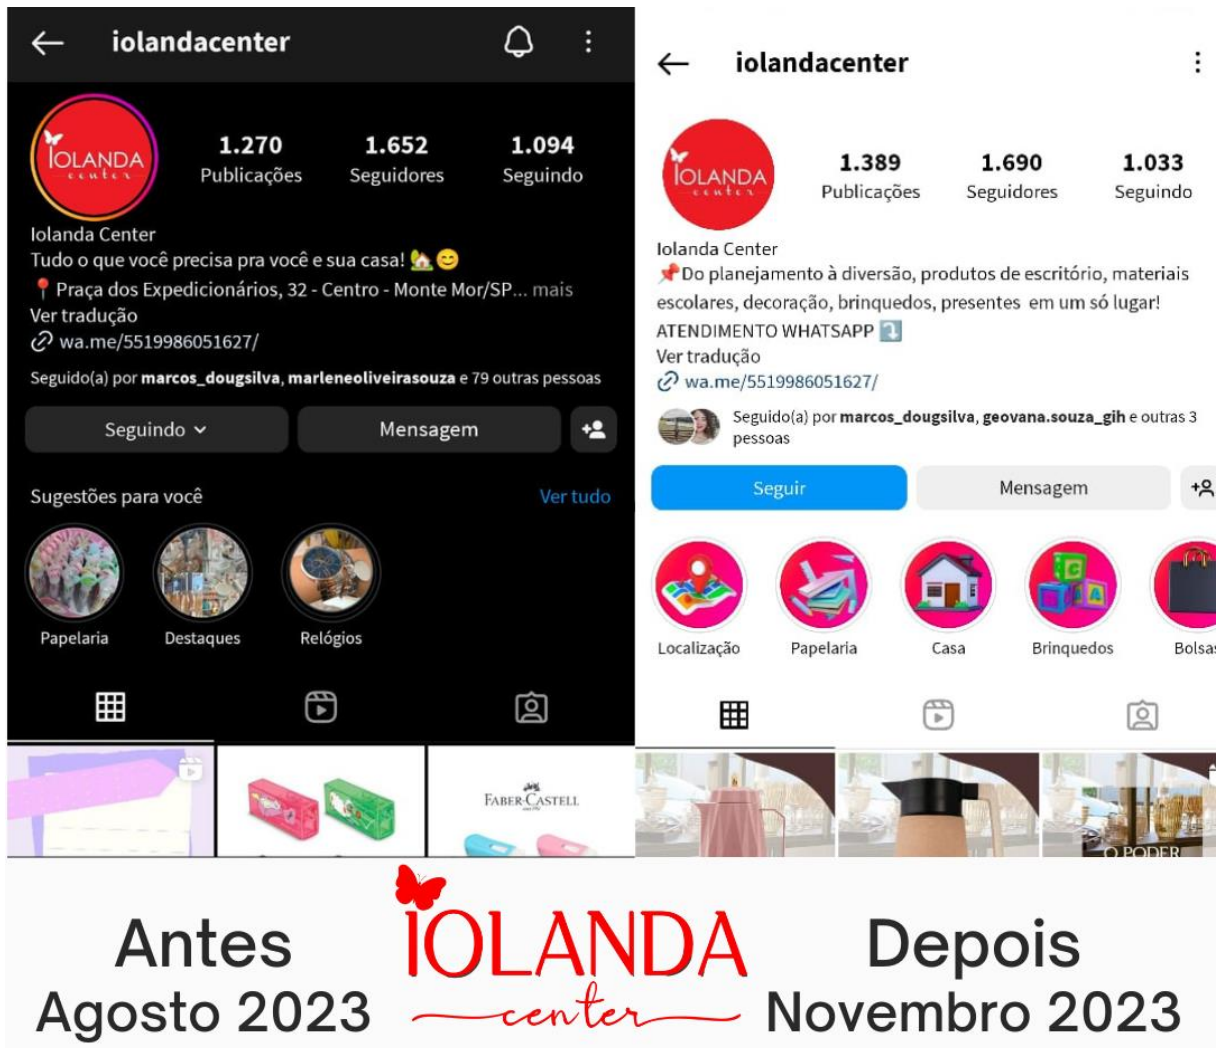 iolandacenter
IOLANDA
center
1.270
Publicações
1.652
Seguidores
1.094
Seguindo
Iolanda Center
Tudo o que você precisa pra você e sua casa! 🏡😊
📍 Praça dos Expedicionários, 32 - Centro - Monte Mor/SP... mais
Ver tradução
wa.me/5519986051627/
Seguido(a) por marcos_dougsilva, marleneoliveirasouza e 79 outras pessoas
Seguindo
Mensagem
Sugestões para você
Ver tudo
Papelaria
Destaques
Relógios
FABER-CASTELL
iolandacenter
IOLANDA
center
1.389
Publicações
1.690
Seguidores
1.033
Seguindo
Iolanda Center
📌Do planejamento à diversão, produtos de escritório, materiais
escolares, decoração, brinquedos, presentes em um só lugar!
ATENDIMENTO WHATSAPP ⤵️
Ver tradução
wa.me/5519986051627/
Seguido(a) por marcos_dougsilva, geovana.souza_gih e outras 3
pessoas
Seguir
Mensagem
Localização
Papelaria
Casa
Brinquedos
Bolsas
O PODER
Antes
Agosto 2023
IOLANDA
center
Depois
Novembro 2023